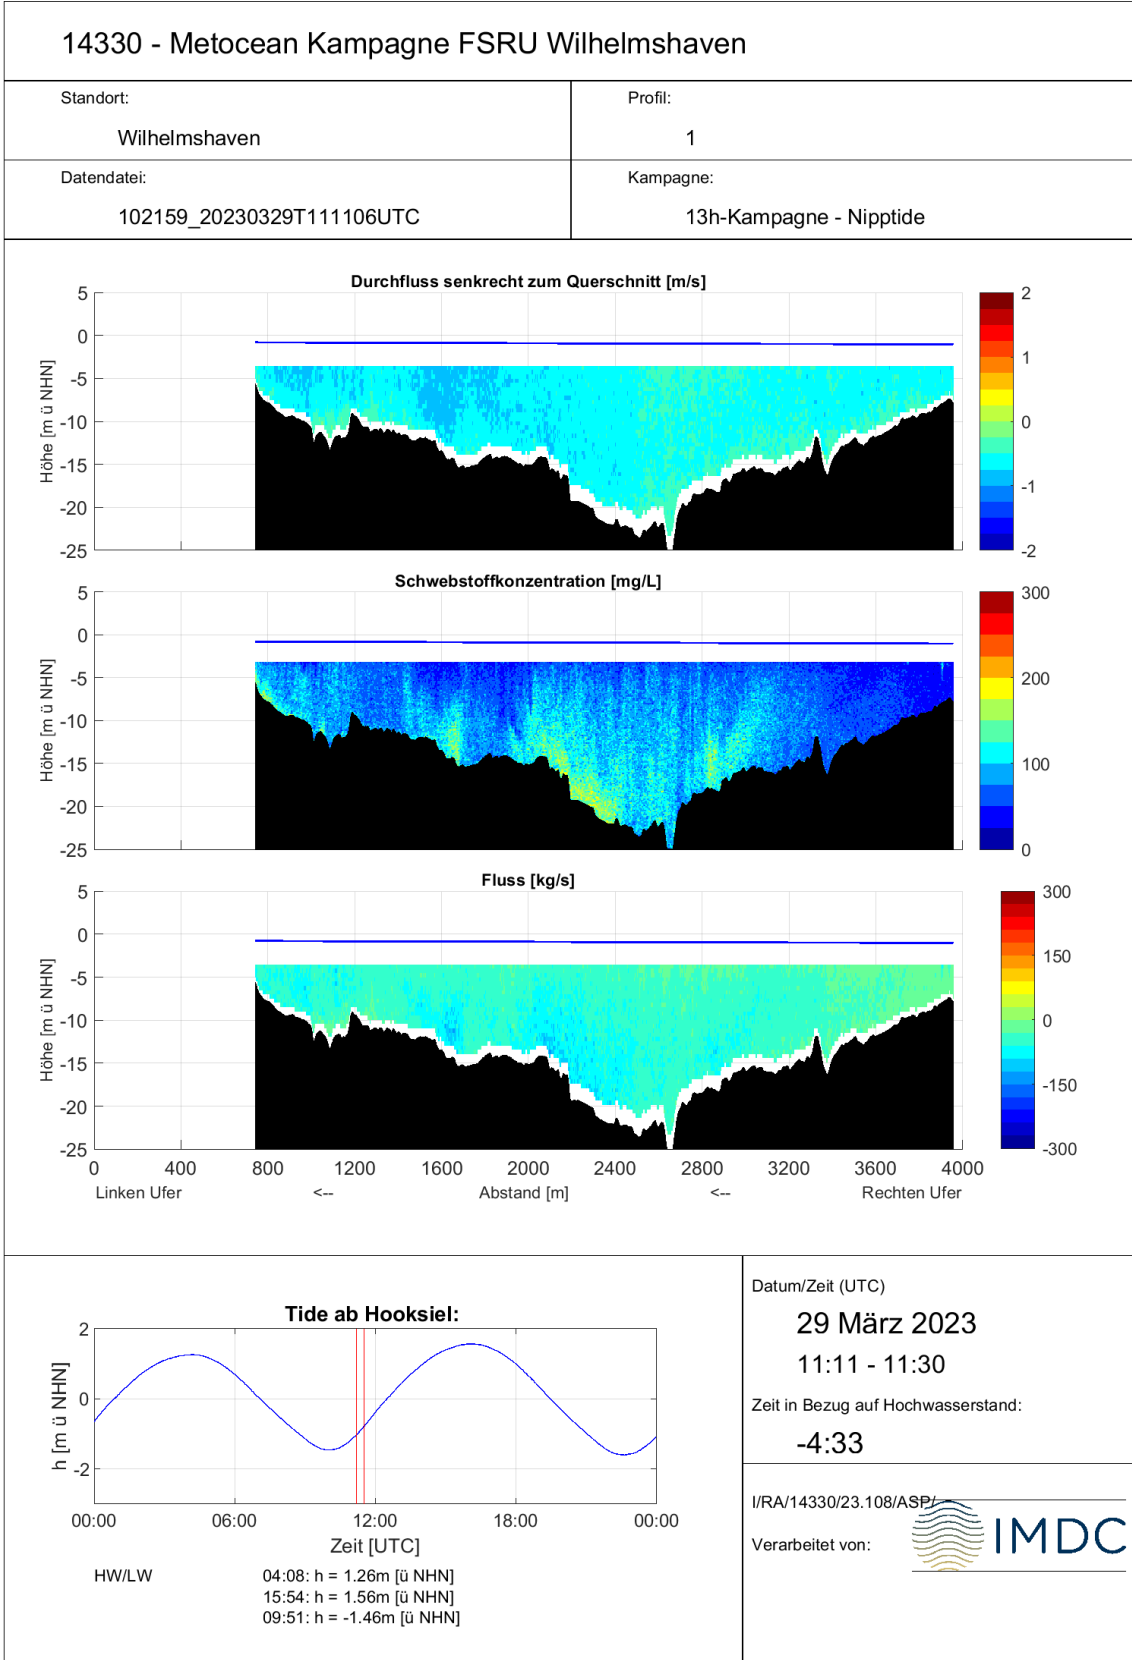 14330 - Metocean Kampagne FSRU Wilhelmshaven
Standort:
Wilhelmshaven
Profil:
1
Datendatei:
102159_20230329T111106UTC
Kampagne:
13h-Kampagne - Nipptide
Durchfluss senkrecht zum Querschnitt [m/s]
Höhe [m ü NHN]
5
0
-5
-10
-15
-20
-25
2
1
0
-1
-2
Schwebstoffkonzentration [mg/L]
Höhe [m ü NHN]
5
0
-5
-10
-15
-20
-25
300
200
100
0
Fluss [kg/s]
Höhe [m ü NHN]
5
0
-5
-10
-15
-20
-25
300
150
0
-150
-300
0 400 800 1200 1600 2000 2400 2800 3200 3600 4000
Linken Ufer <-- Abstand [m] <-- Rechten Ufer
Tide ab Hooksiel:
h [m ü NHN]
2
0
-2
00:00 06:00 12:00 18:00 00:00
Zeit [UTC]
HW/LW
04:08: h = 1.26m [ü NHN]
15:54: h = 1.56m [ü NHN]
09:51: h = -1.46m [ü NHN]
Datum/Zeit (UTC)
29 März 2023
11:11 - 11:30
Zeit in Bezug auf Hochwasserstand:
-4:33
I/RA/14330/23.108/ASP/
Verarbeitet von:
IMDC